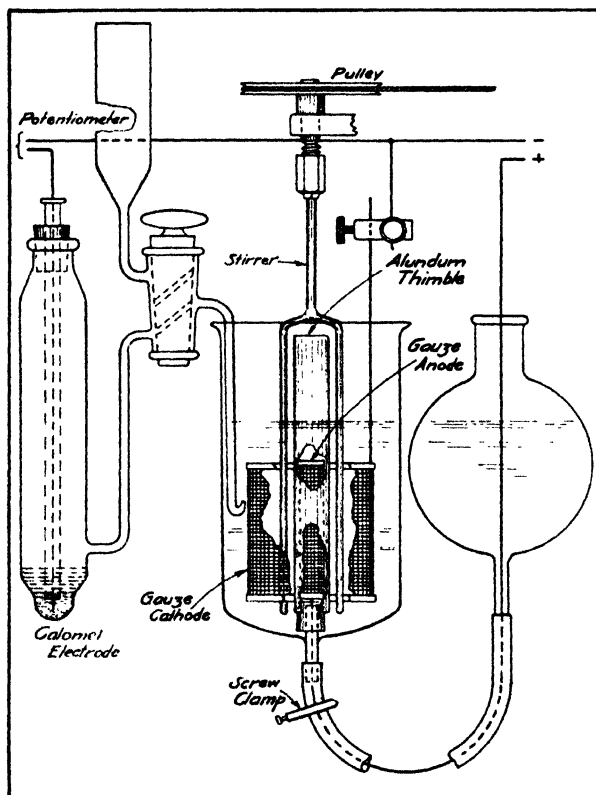 Pulley
Potentiometer
-
+
Stirrer
Alundum
Thimble
Gauze
Anode
Gauze
Cathode
Calomel
Electrode
Screw
Clamp